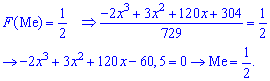 F(Me) = 1/2 ⇒ (-2x³ + 3x² + 120x + 304)/729 = 1/2
→ -2x³ + 3x² + 120x - 60,5 = 0 → Me = 1/2.